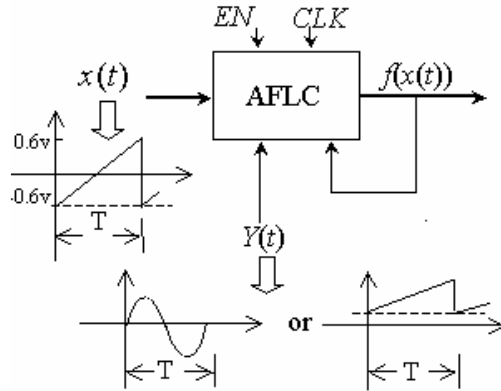 EN CLK
x(t) AFLC f(x(t))
0.6v
-0.6v
T
Y(t)
or
T T